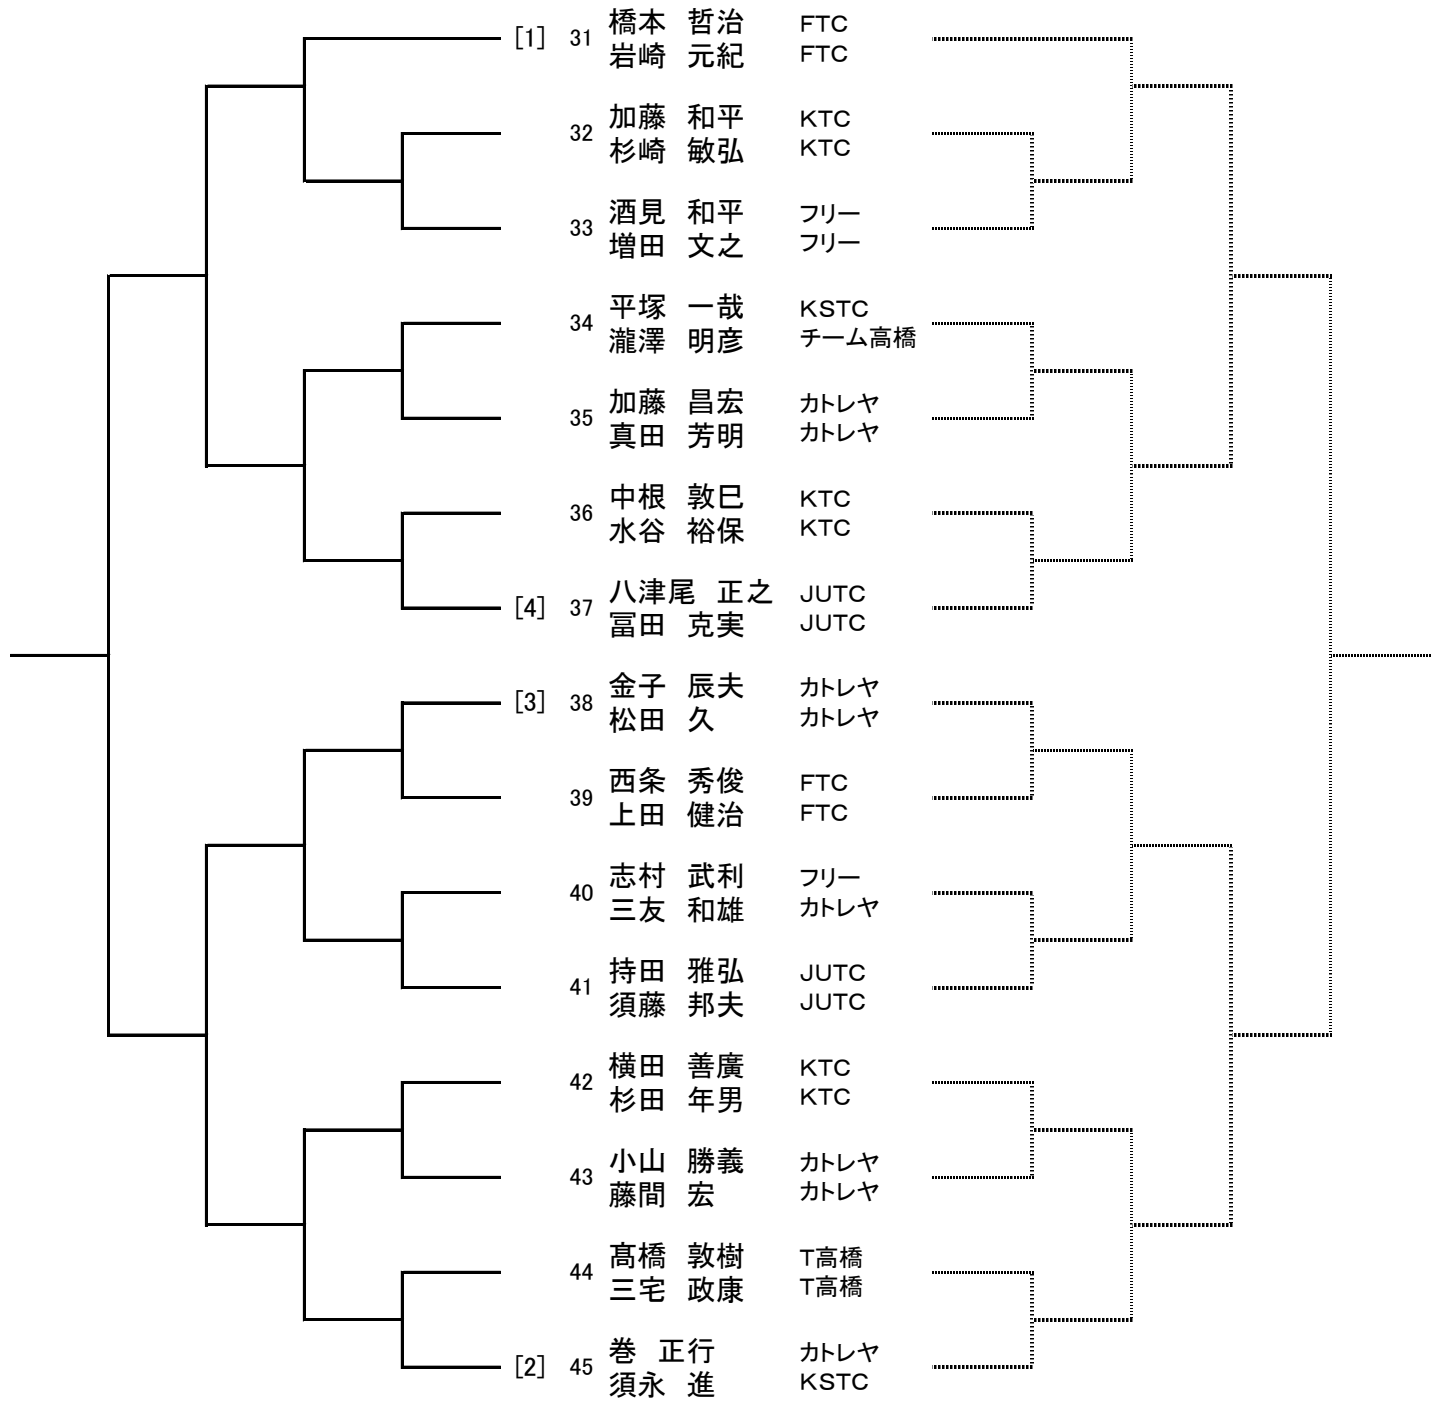 [1] 31 橋本　哲治 FTC
岩崎　元紀 FTC
32 加藤　和平 KTC
杉崎　敏弘 KTC
33 酒見　和平 フリー
増田　文之 フリー
34 平塚　一哉 KSTC
瀧澤　明彦 チーム高橋
35 加藤　昌宏 カトレヤ
真田　芳明 カトレヤ
36 中根　敦巳 KTC
水谷　裕保 KTC
[4] 37 八津尾　正之 JUTC
冨田　克実 JUTC
[3] 38 金子　辰夫 カトレヤ
松田　久 カトレヤ
39 西条　秀俊 FTC
上田　健治 FTC
40 志村　武利 フリー
三友　和雄 カトレヤ
41 持田　雅弘 JUTC
須藤　邦夫 JUTC
42 横田　善廣 KTC
杉田　年男 KTC
43 小山　勝義 カトレヤ
藤間　宏 カトレヤ
44 髙橋　敦樹 T高橋
三宅　政康 T高橋
[2] 45 巻　正行 カトレヤ
須永　進 KSTC